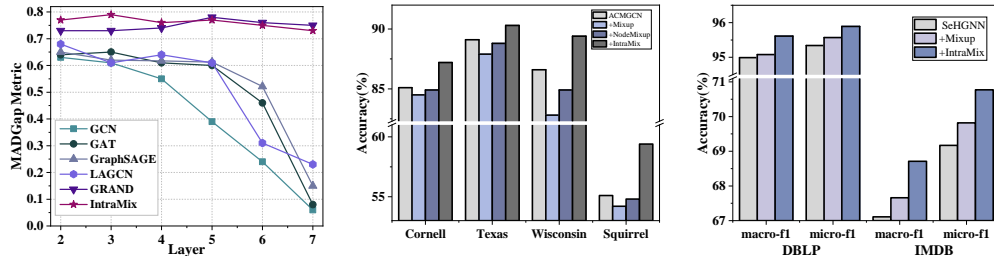 MADGap Metric
0.8
0.7
0.6
0.5
0.4
0.3
0.2
0.1
0.0
GCN
GAT
GraphSAGE
LAGCN
GRAND
IntraMix
2 3 4 5 6 7
Layer
Accuracy(%)
90
85
60
55
ACMGCN
+Mixup
+NodeMixup
+IntraMix
Cornell Texas Wisconsin Squirrel
Accuracy(%)
95
71
69
68
67
SeHGNN
+Mixup
+IntraMix
macro-f1 micro-f1 macro-f1 micro-f1
DBLP IMDB